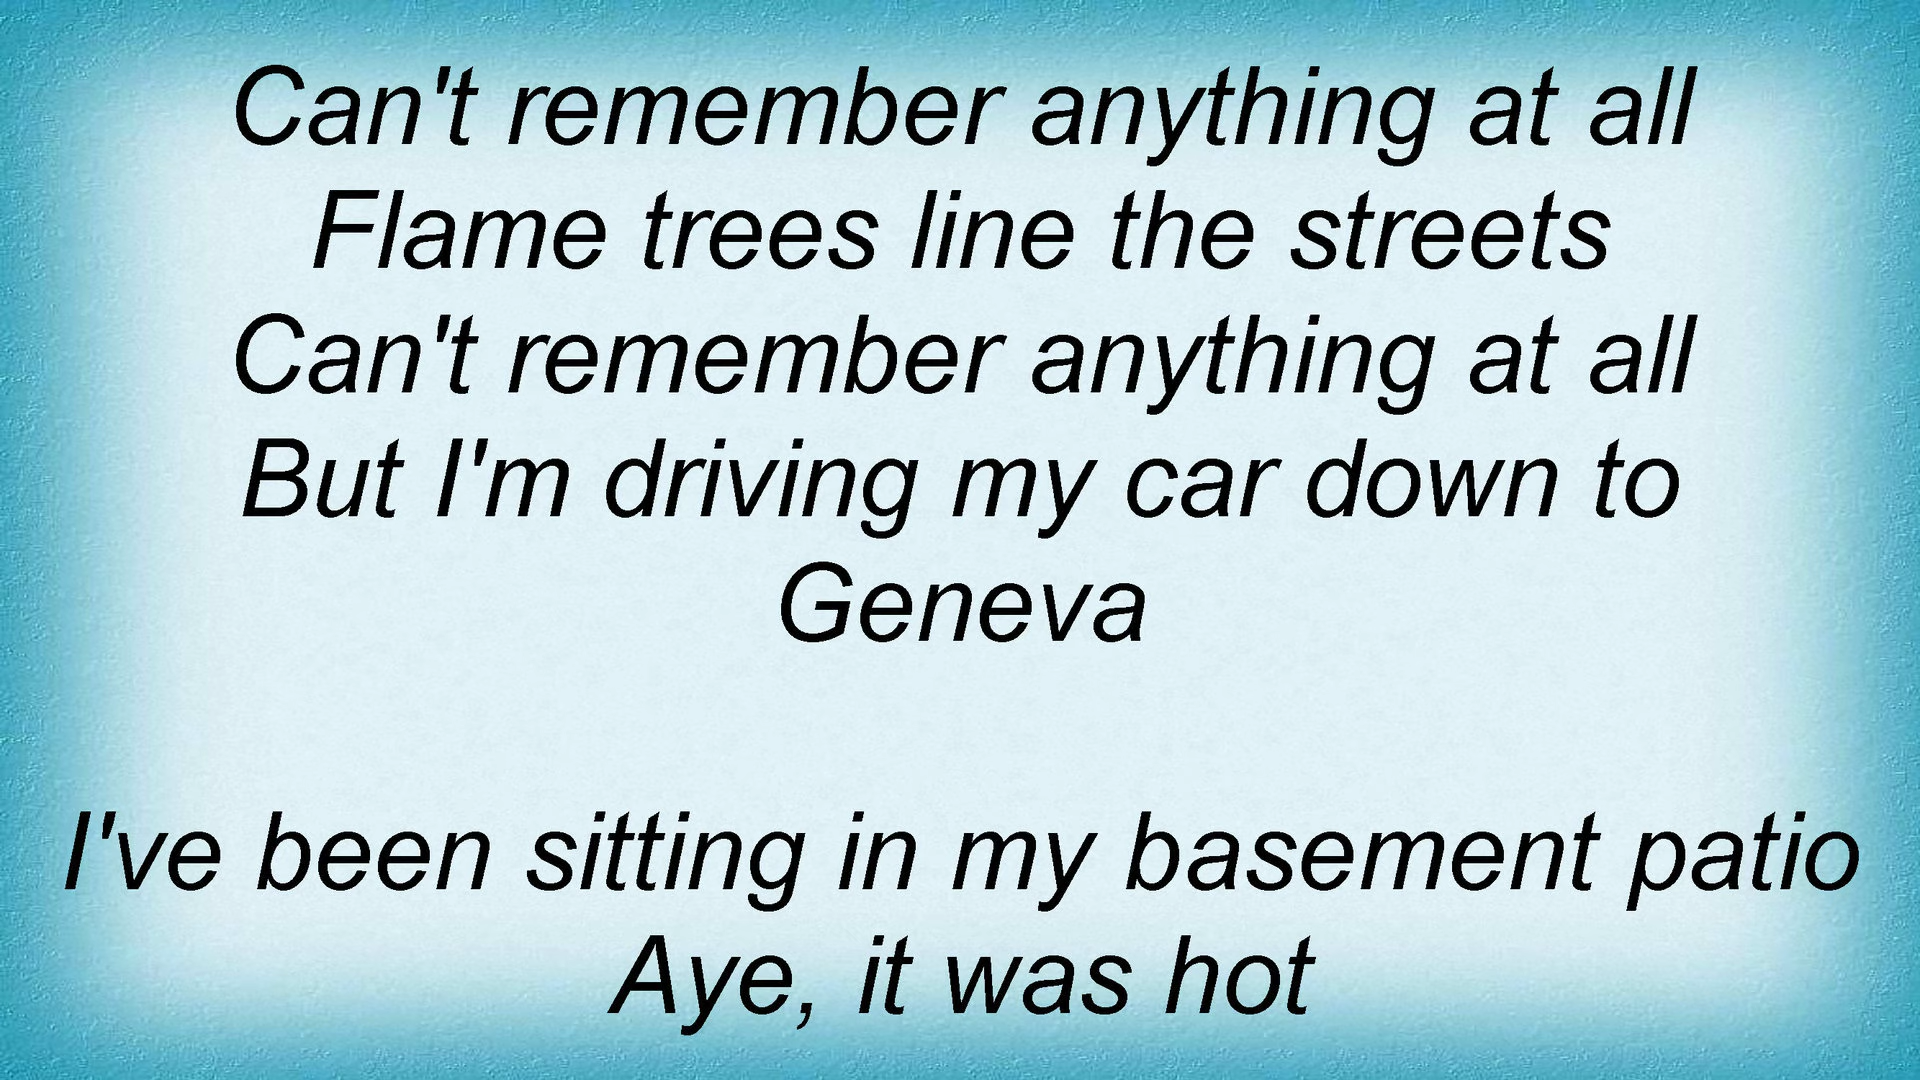 Can't remember anything at all
Flame trees line the streets
Can't remember anything at all
But I'm driving my car down to
Geneva
I've been sitting in my basement patio
Aye, it was hot